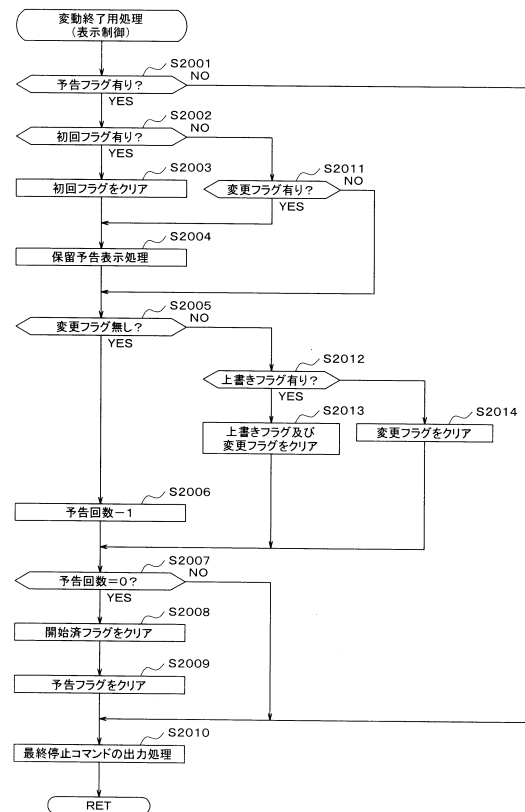 変動終了用処理
(表示制御)
S2001
予告フラグ有り?
NO
YES
S2002
初回フラグ有り?
NO
YES
S2003
初回フラグをクリア
S2011
変更フラグ有り?
NO
YES
S2004
保留予告表示処理
S2005
変更フラグ無し?
NO
YES
S2012
上書きフラグ有り?
YES
S2013
上書きフラグ及び
変更フラグをクリア
S2014
変更フラグをクリア
S2006
予告回数-1
S2007
予告回数=0?
NO
YES
S2008
開始済フラグをクリア
S2009
予告フラグをクリア
S2010
最終停止コマンドの出力処理
RET